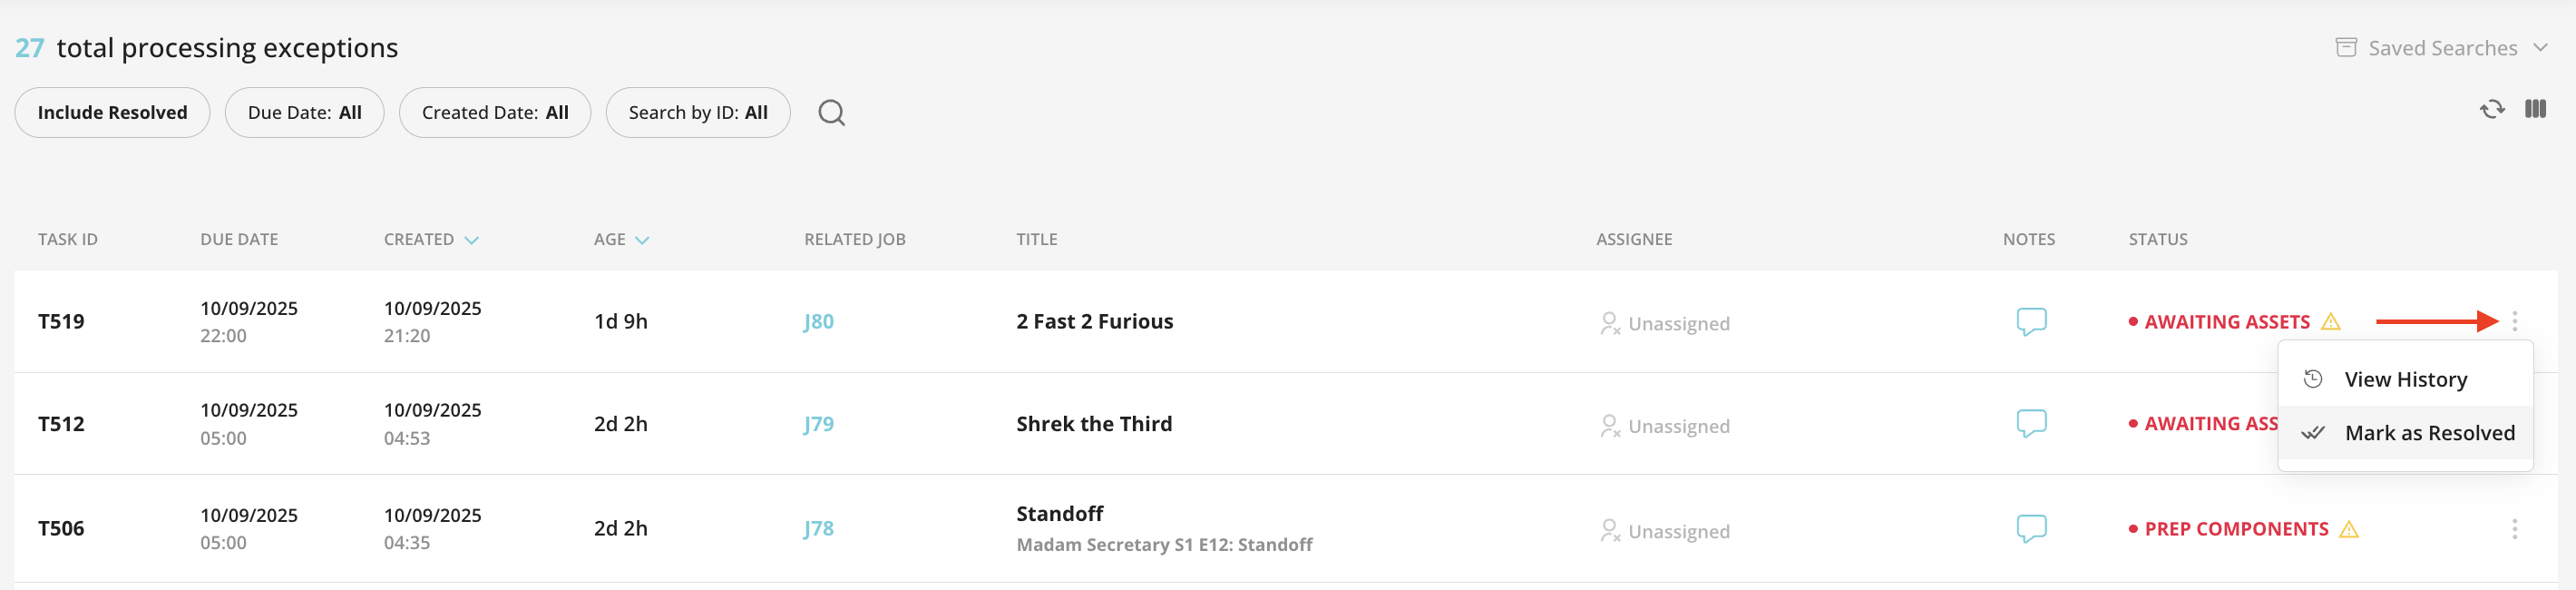 27 total processing exceptions
Saved Searches
Include Resolved
Due Date: All
Created Date: All
Search by ID: All
TASK ID DUE DATE CREATED AGE RELATED JOB TITLE ASSIGNEE NOTES STATUS
T519 10/09/2025 22:00 10/09/2025 21:20 1d 9h J80 2 Fast 2 Furious Unassigned AWAITING ASSETS
View History
Mark as Resolved
T512 10/09/2025 05:00 10/09/2025 04:53 2d 2h J79 Shrek the Third Unassigned AWAITING ASS
T506 10/09/2025 05:00 10/09/2025 04:35 2d 2h J78 Standoff Unassigned PREP COMPONENTS
Madam Secretary S1 E12: Standoff